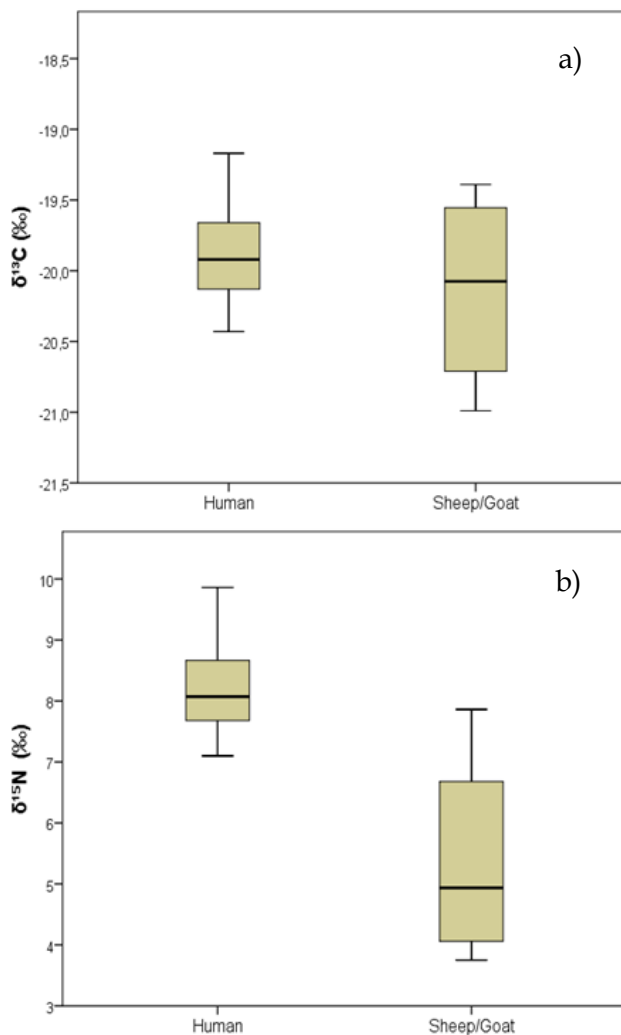 a)
-18,5
-19,0
-19,5
-20,0
-20,5
-21,0
-21,5
δ¹³C (‰)
Human Sheep/Goat
b)
10
9
8
7
6
5
4
3
δ¹⁵N (‰)
Human Sheep/Goat